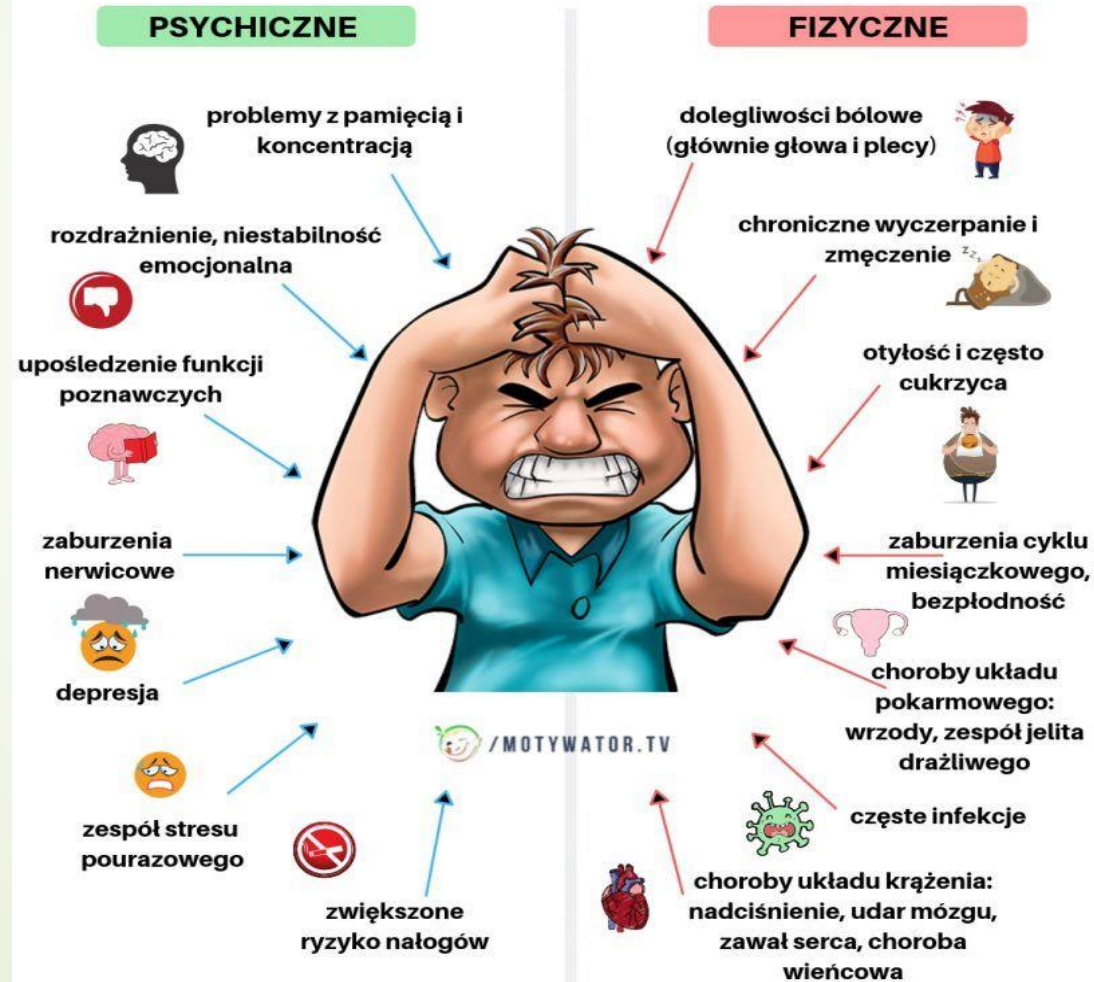 PSYCHICZNE
problemy z pamięcią i
koncentracją
rozdrażnienie, niestabilność
emocjonalna
upośledzenie funkcji
poznawczych
zaburzenia
nerwicowe
depresja
zespół stresu
pourazowego
zwiększone
ryzyko nałogów
FIZYCZNE
dolegliwości bólowe
(głównie głowa i plecy)
chroniczne wyczerpanie i
zmęczenie
zzz
otyłość i często
cukrzyca
zaburzenia cyklu
miesiączkowego,
bezpłodność
choroby układu
pokarmowego:
wrzody, zespół jelita
drażliwego
częste infekcje
choroby układu krążenia:
nadciśnienie, udar mózgu,
zawał serca, choroba
wieńcowa
/MOTYWATOR.TV